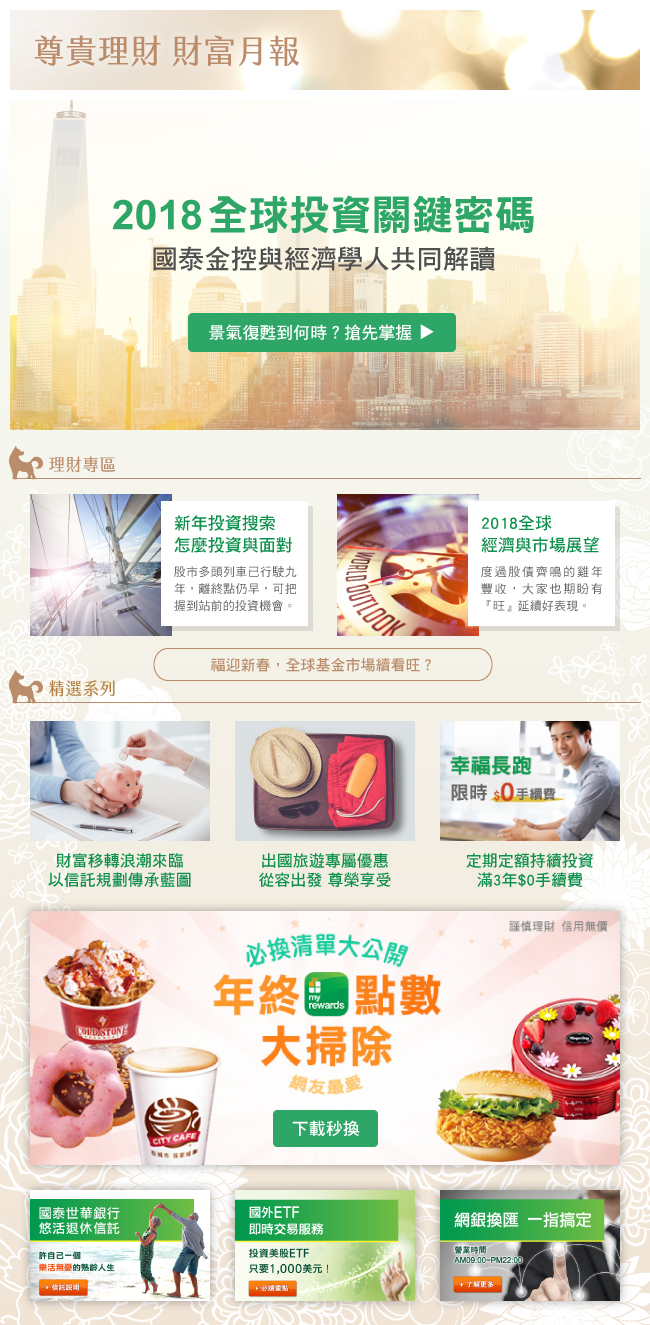 尊貴理財 財富月報
2018全球投資關鍵密碼
國泰金控與經濟學人共同解讀
景氣復甦到何時？搶先掌握 ▶
理財專區
新年投資搜索
怎麼投資與面對
股市多頭列車已行駛九
年，離終點仍早，可把
握到站前的投資機會。
WORLD OUTLOOK
2018全球
經濟與市場展望
度過股債齊鳴的雞年
豐收，大家也期盼有
『旺』延續好表現。
福迎新春，全球基金市場續看旺？
精選系列
幸福長跑
限時 $0手續費
財富移轉浪潮來臨
以信託規劃傳承藍圖
出國旅遊專屬優惠
從容出發 尊榮享受
定期定額持續投資
滿3年$0手續費
謹慎理財 信用無價
必換清單大公開
年終 my rewards 點數
大掃除
網友最愛
COLD STONE
CITY CAFE
下載秒換
國泰世華銀行
悠活退休信託
許自己一個
樂活無憂的熟齡人生
信託說明
國外ETF
即時交易服務
投資美股ETF
只要1,000美元！
必讀重點
網銀換匯 一指搞定
營業時間
AM09:00~PM22:00
了解更多